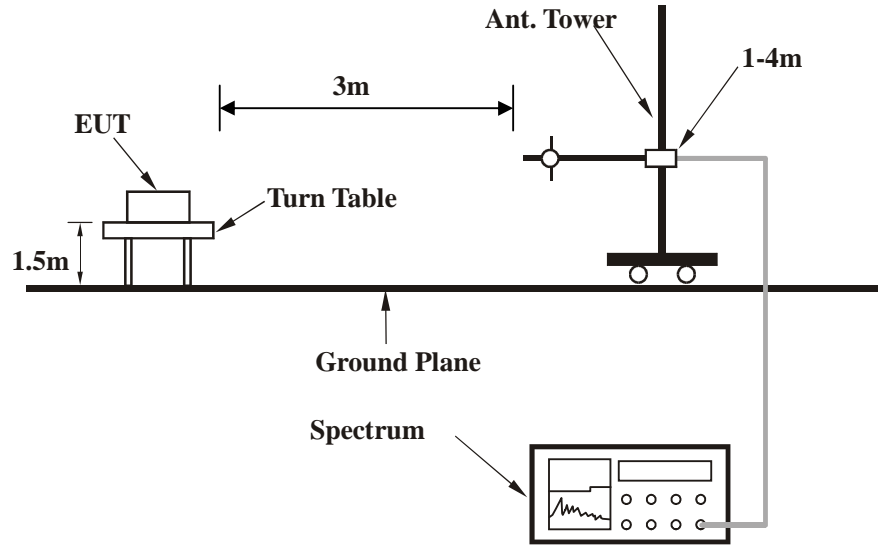 Ant. Tower
1-4m
3m
EUT
Turn Table
1.5m
Ground Plane
Spectrum